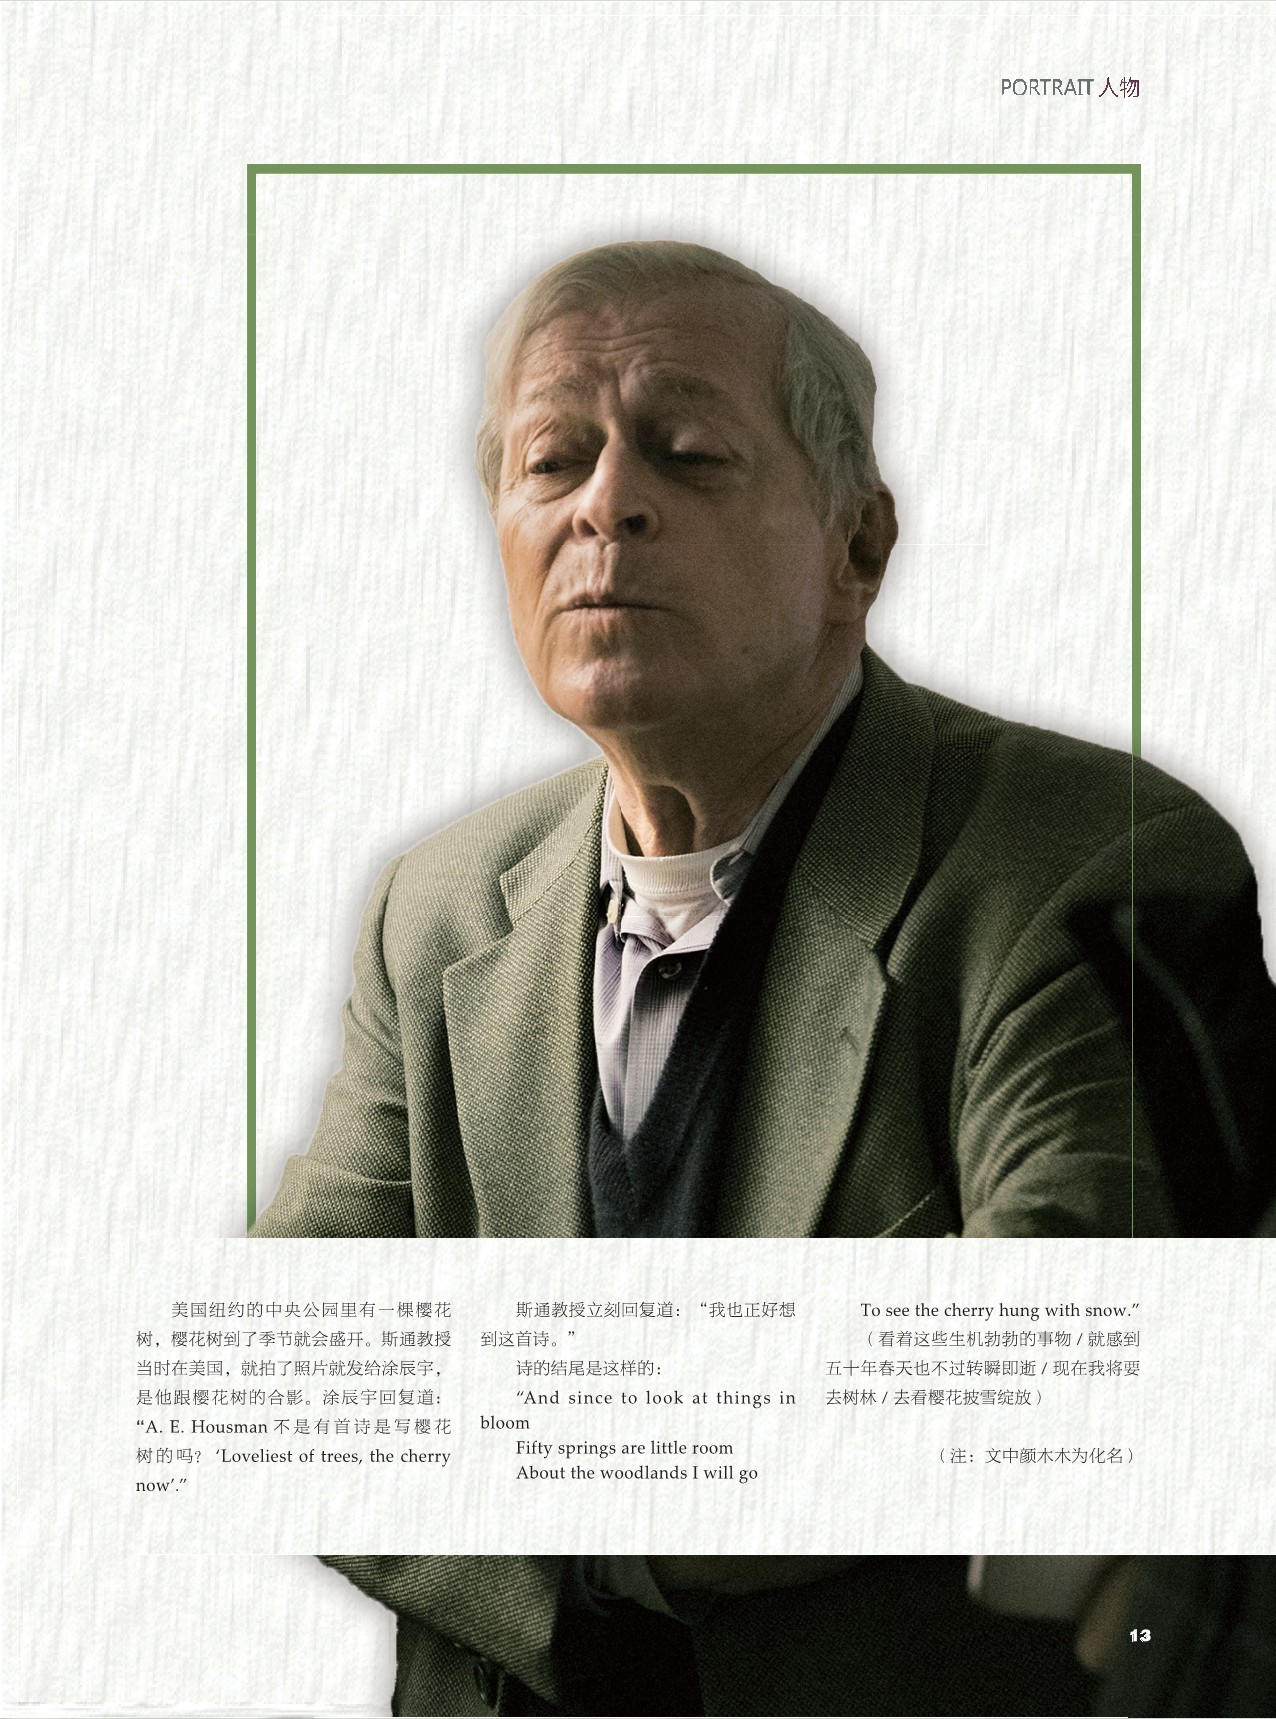 PORTRAIT 人物
美国纽约的中央公园里有一棵樱花
树，樱花树到了季节就会盛开。斯通教授
当时在美国，就拍了照片就发给涂辰宇，
是他跟樱花树的合影。涂辰宇回复道：
“A. E. Housman 不是有首诗是写樱花
树的吗？ ‘Loveliest of trees, the cherry
now’.”
斯通教授立刻回复道：“我也正好想
到这首诗。”
诗的结尾是这样的：
“And since to look at things in
bloom
Fifty springs are little room
About the woodlands I will go
To see the cherry hung with snow.”
（看着这些生机勃勃的事物 / 就感到
五十年春天也不过转瞬即逝 / 现在我将要
去树林 / 去看樱花披雪绽放）
（注：文中颜木木为化名）
13